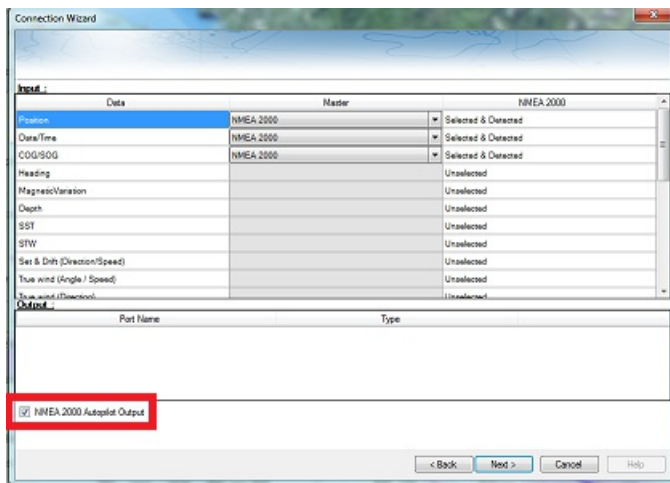 Connection Wizard
Input :
Data Master NMEA 2000
Position NMEA 2000 Selected & Detected
Date/Time NMEA 2000 Selected & Detected
COG/SOG NMEA 2000 Selected & Detected
Heading Unselected
MagneticVariation Unselected
Depth Unselected
SST Unselected
STW Unselected
Set & Drift (Direction/Speed) Unselected
True wind (Angle / Speed) Unselected
True wind (Direction) Unselected
Output :
Port Name Type
NMEA 2000 Autopilot Output
< Back Next > Cancel Help